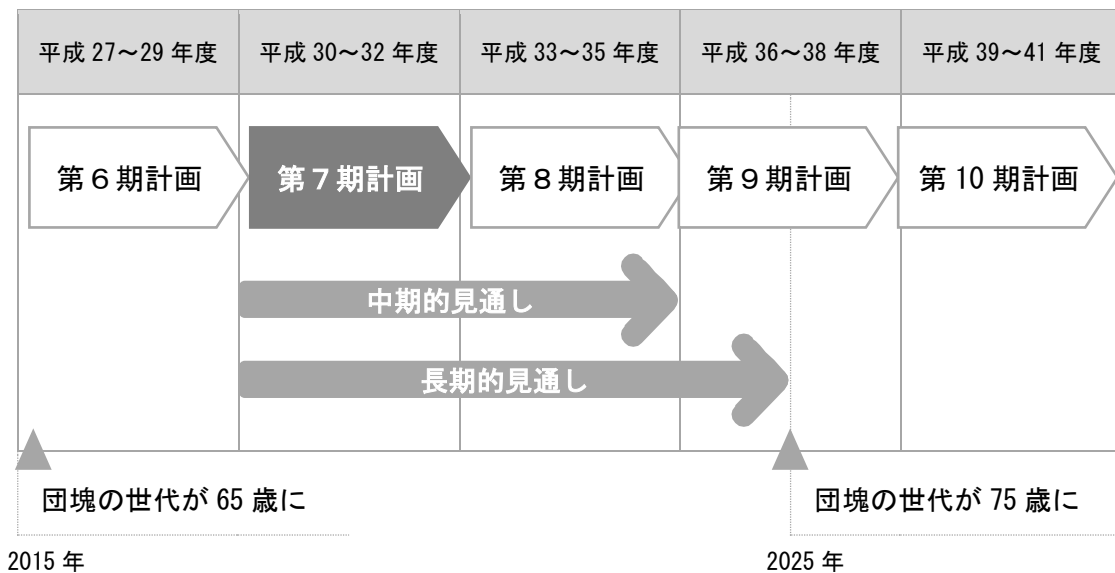 平成 27～29 年度
平成 30～32 年度
平成 33～35 年度
平成 36～38 年度
平成 39～41 年度
第６期計画
第７期計画
第８期計画
第９期計画
第 10 期計画
中期的見通し
長期的見通し
団塊の世代が 65 歳に
団塊の世代が 75 歳に
2015 年
2025 年